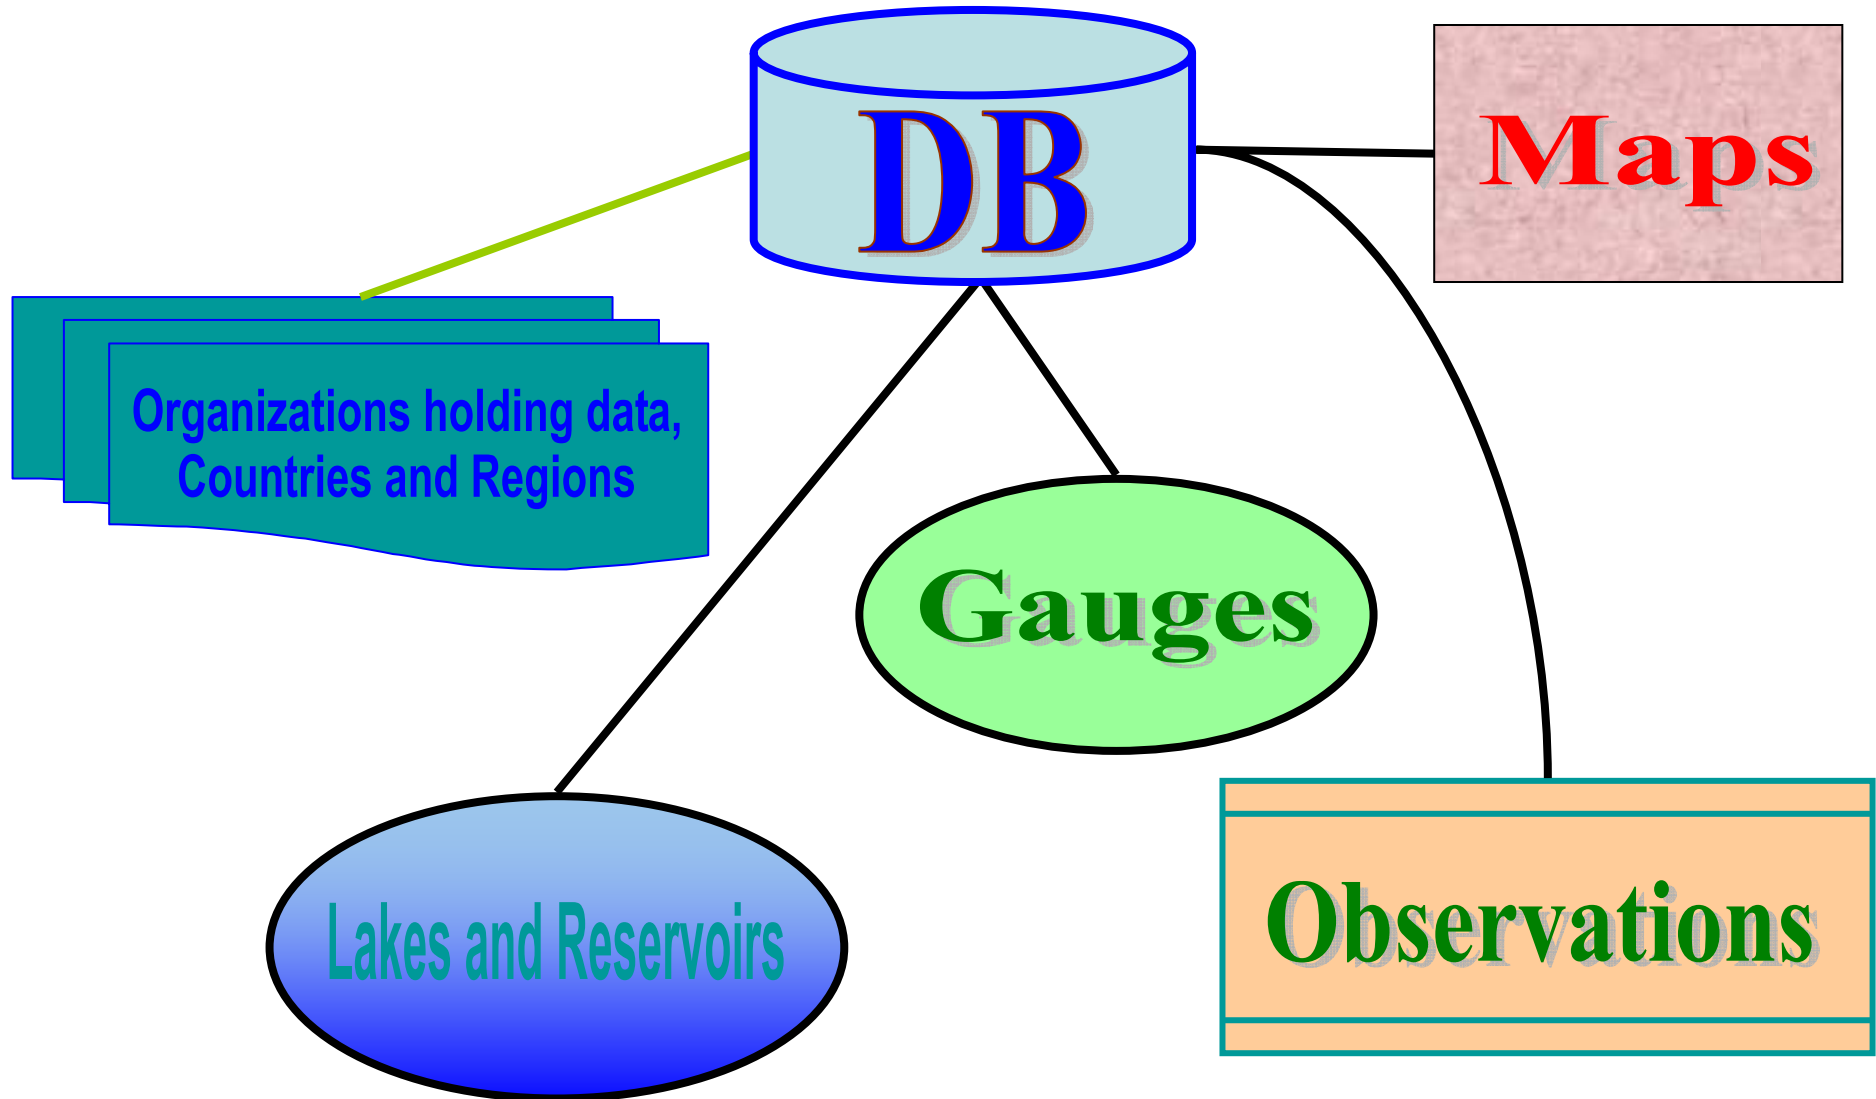 DB
Maps
Organizations holding data,
Countries and Regions
Gauges
Lakes and Reservoirs
Observations